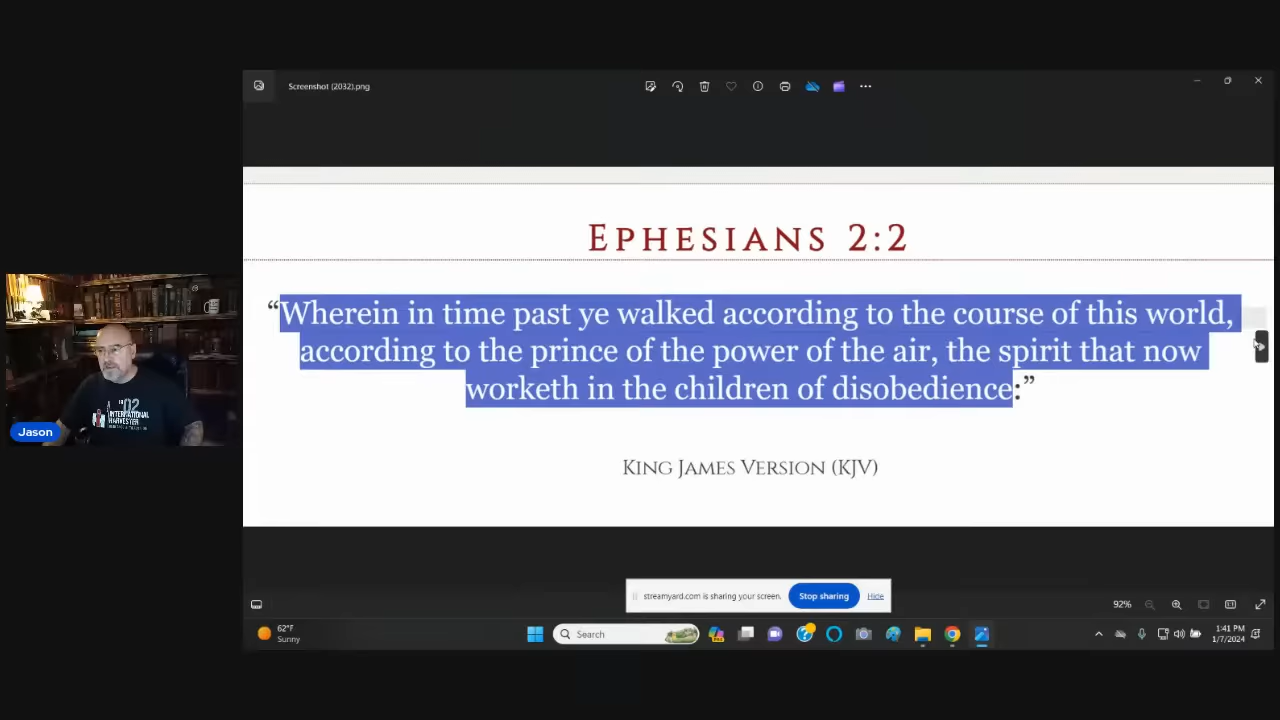 Screenshot (2032).png
EPHESIANS 2:2
“Wherein in time past ye walked according to the course of this world,
according to the prince of the power of the air, the spirit that now
worketh in the children of disobedience:”
KING JAMES VERSION (KJV)
Jason
INTERNATIONAL
HARVESTER
streamyard.com is sharing your screen.
Stop sharing
Hide
92%
62°F
Sunny
Search
1:41 PM
1/7/2024